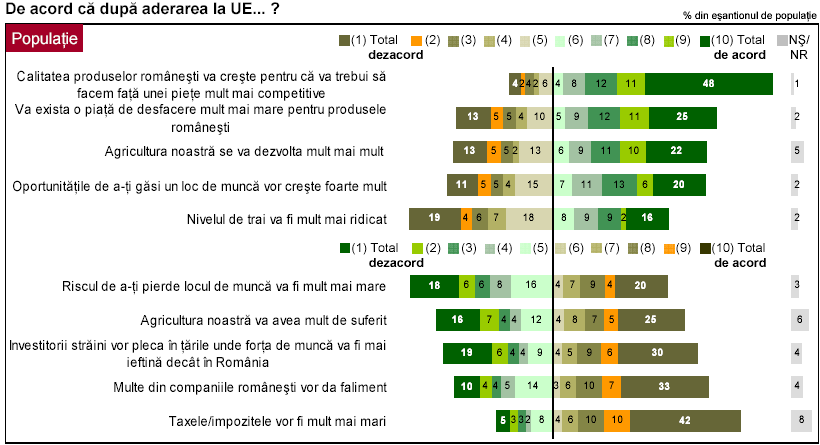 De acord că după aderarea la UE... ?
% din eşantionul de populaţie
Populaţie
(1) Total dezacord (2) (3) (4) (5) (6) (7) (8) (9) (10) Total de acord NŞ/NR
Calitatea produselor româneşti va creşte pentru că va trebui să
facem faţă unei pieţe mult mai competitive
4 2 4 2 6 4 8 12 11 48 1
Va exista o piaţă de desfacere mult mai mare pentru produsele
româneşti
13 5 5 4 10 5 9 12 11 25 2
Agricultura noastră se va dezvolta mult mai mult
13 5 5 2 13 6 9 11 10 22 5
Oportunităţile de a-ţi găsi un loc de muncă vor creşte foarte mult
11 5 5 4 15 7 11 13 6 20 2
Nivelul de trai va fi mult mai ridicat
19 4 6 7 18 8 9 9 2 16 2
(1) Total dezacord (2) (3) (4) (5) (6) (7) (8) (9) (10) Total de acord
Riscul de a-ţi pierde locul de muncă va fi mult mai mare
18 6 6 8 16 4 7 9 4 20 3
Agricultura noastră va avea mult de suferit
16 7 4 4 12 4 8 7 5 25 6
Investitorii străini vor pleca în ţările unde forţa de muncă va fi mai
ieftină decât în România
19 6 4 4 9 4 5 9 6 30 4
Multe din companiile româneşti vor da faliment
10 4 4 5 14 3 6 10 7 33 4
Taxele/impozitele vor fi mult mai mari
5 3 3 2 8 4 6 10 10 42 8